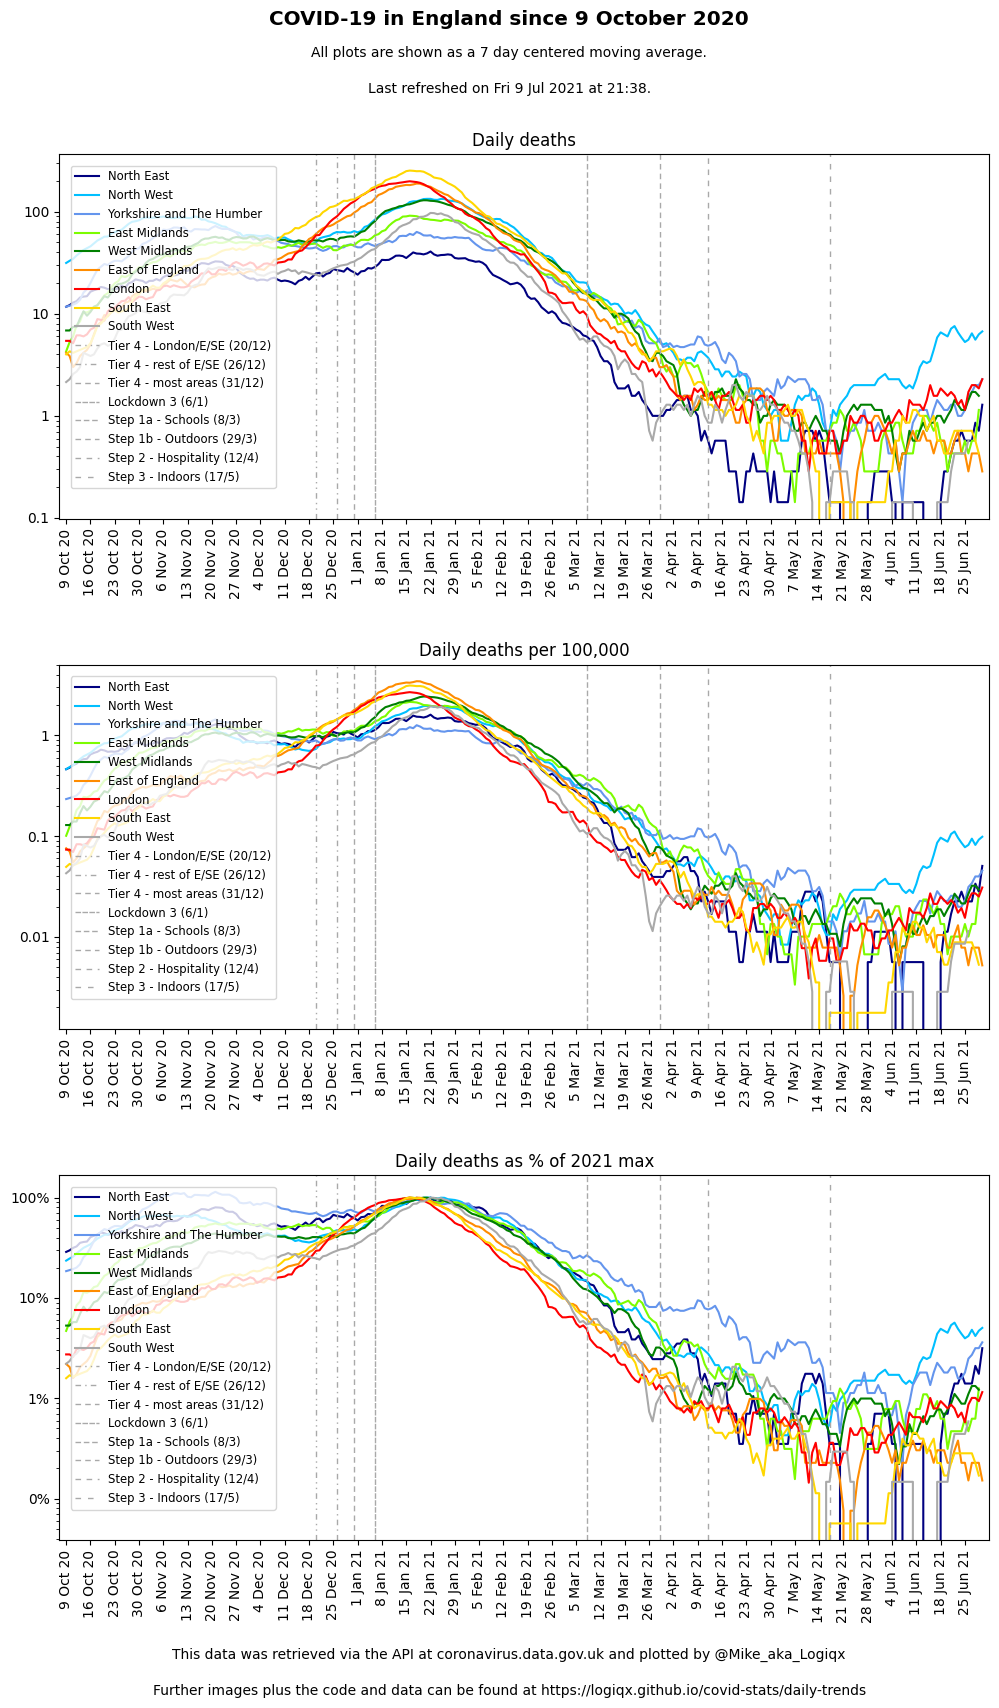 COVID-19 in England since 9 October 2020
All plots are shown as a 7 day centered moving average.
Last refreshed on Fri 9 Jul 2021 at 21:38.
Daily deaths
100
10
1
0.1
North East
North West
Yorkshire and The Humber
East Midlands
West Midlands
East of England
London
South East
South West
Tier 4 - London/E/SE (20/12)
Tier 4 - rest of E/SE (26/12)
Tier 4 - most areas (31/12)
Lockdown 3 (6/1)
Step 1a - Schools (8/3)
Step 1b - Outdoors (29/3)
Step 2 - Hospitality (12/4)
Step 3 - Indoors (17/5)
9 Oct 20
16 Oct 20
23 Oct 20
30 Oct 20
6 Nov 20
13 Nov 20
20 Nov 20
27 Nov 20
4 Dec 20
11 Dec 20
18 Dec 20
25 Dec 20
1 Jan 21
8 Jan 21
15 Jan 21
22 Jan 21
29 Jan 21
5 Feb 21
12 Feb 21
19 Feb 21
26 Feb 21
5 Mar 21
12 Mar 21
19 Mar 21
26 Mar 21
2 Apr 21
9 Apr 21
16 Apr 21
23 Apr 21
30 Apr 21
7 May 21
14 May 21
21 May 21
28 May 21
4 Jun 21
11 Jun 21
18 Jun 21
25 Jun 21
Daily deaths per 100,000
1
0.1
0.01
North East
North West
Yorkshire and The Humber
East Midlands
West Midlands
East of England
London
South East
South West
Tier 4 - London/E/SE (20/12)
Tier 4 - rest of E/SE (26/12)
Tier 4 - most areas (31/12)
Lockdown 3 (6/1)
Step 1a - Schools (8/3)
Step 1b - Outdoors (29/3)
Step 2 - Hospitality (12/4)
Step 3 - Indoors (17/5)
9 Oct 20
16 Oct 20
23 Oct 20
30 Oct 20
6 Nov 20
13 Nov 20
20 Nov 20
27 Nov 20
4 Dec 20
11 Dec 20
18 Dec 20
25 Dec 20
1 Jan 21
8 Jan 21
15 Jan 21
22 Jan 21
29 Jan 21
5 Feb 21
12 Feb 21
19 Feb 21
26 Feb 21
5 Mar 21
12 Mar 21
19 Mar 21
26 Mar 21
2 Apr 21
9 Apr 21
16 Apr 21
23 Apr 21
30 Apr 21
7 May 21
14 May 21
21 May 21
28 May 21
4 Jun 21
11 Jun 21
18 Jun 21
25 Jun 21
Daily deaths as % of 2021 max
100%
10%
1%
0%
North East
North West
Yorkshire and The Humber
East Midlands
West Midlands
East of England
London
South East
South West
Tier 4 - London/E/SE (20/12)
Tier 4 - rest of E/SE (26/12)
Tier 4 - most areas (31/12)
Lockdown 3 (6/1)
Step 1a - Schools (8/3)
Step 1b - Outdoors (29/3)
Step 2 - Hospitality (12/4)
Step 3 - Indoors (17/5)
9 Oct 20
16 Oct 20
23 Oct 20
30 Oct 20
6 Nov 20
13 Nov 20
20 Nov 20
27 Nov 20
4 Dec 20
11 Dec 20
18 Dec 20
25 Dec 20
1 Jan 21
8 Jan 21
15 Jan 21
22 Jan 21
29 Jan 21
5 Feb 21
12 Feb 21
19 Feb 21
26 Feb 21
5 Mar 21
12 Mar 21
19 Mar 21
26 Mar 21
2 Apr 21
9 Apr 21
16 Apr 21
23 Apr 21
30 Apr 21
7 May 21
14 May 21
21 May 21
28 May 21
4 Jun 21
11 Jun 21
18 Jun 21
25 Jun 21
This data was retrieved via the API at coronavirus.data.gov.uk and plotted by @Mike_aka_Logiqx
Further images plus the code and data can be found at https://logiqx.github.io/covid-stats/daily-trends